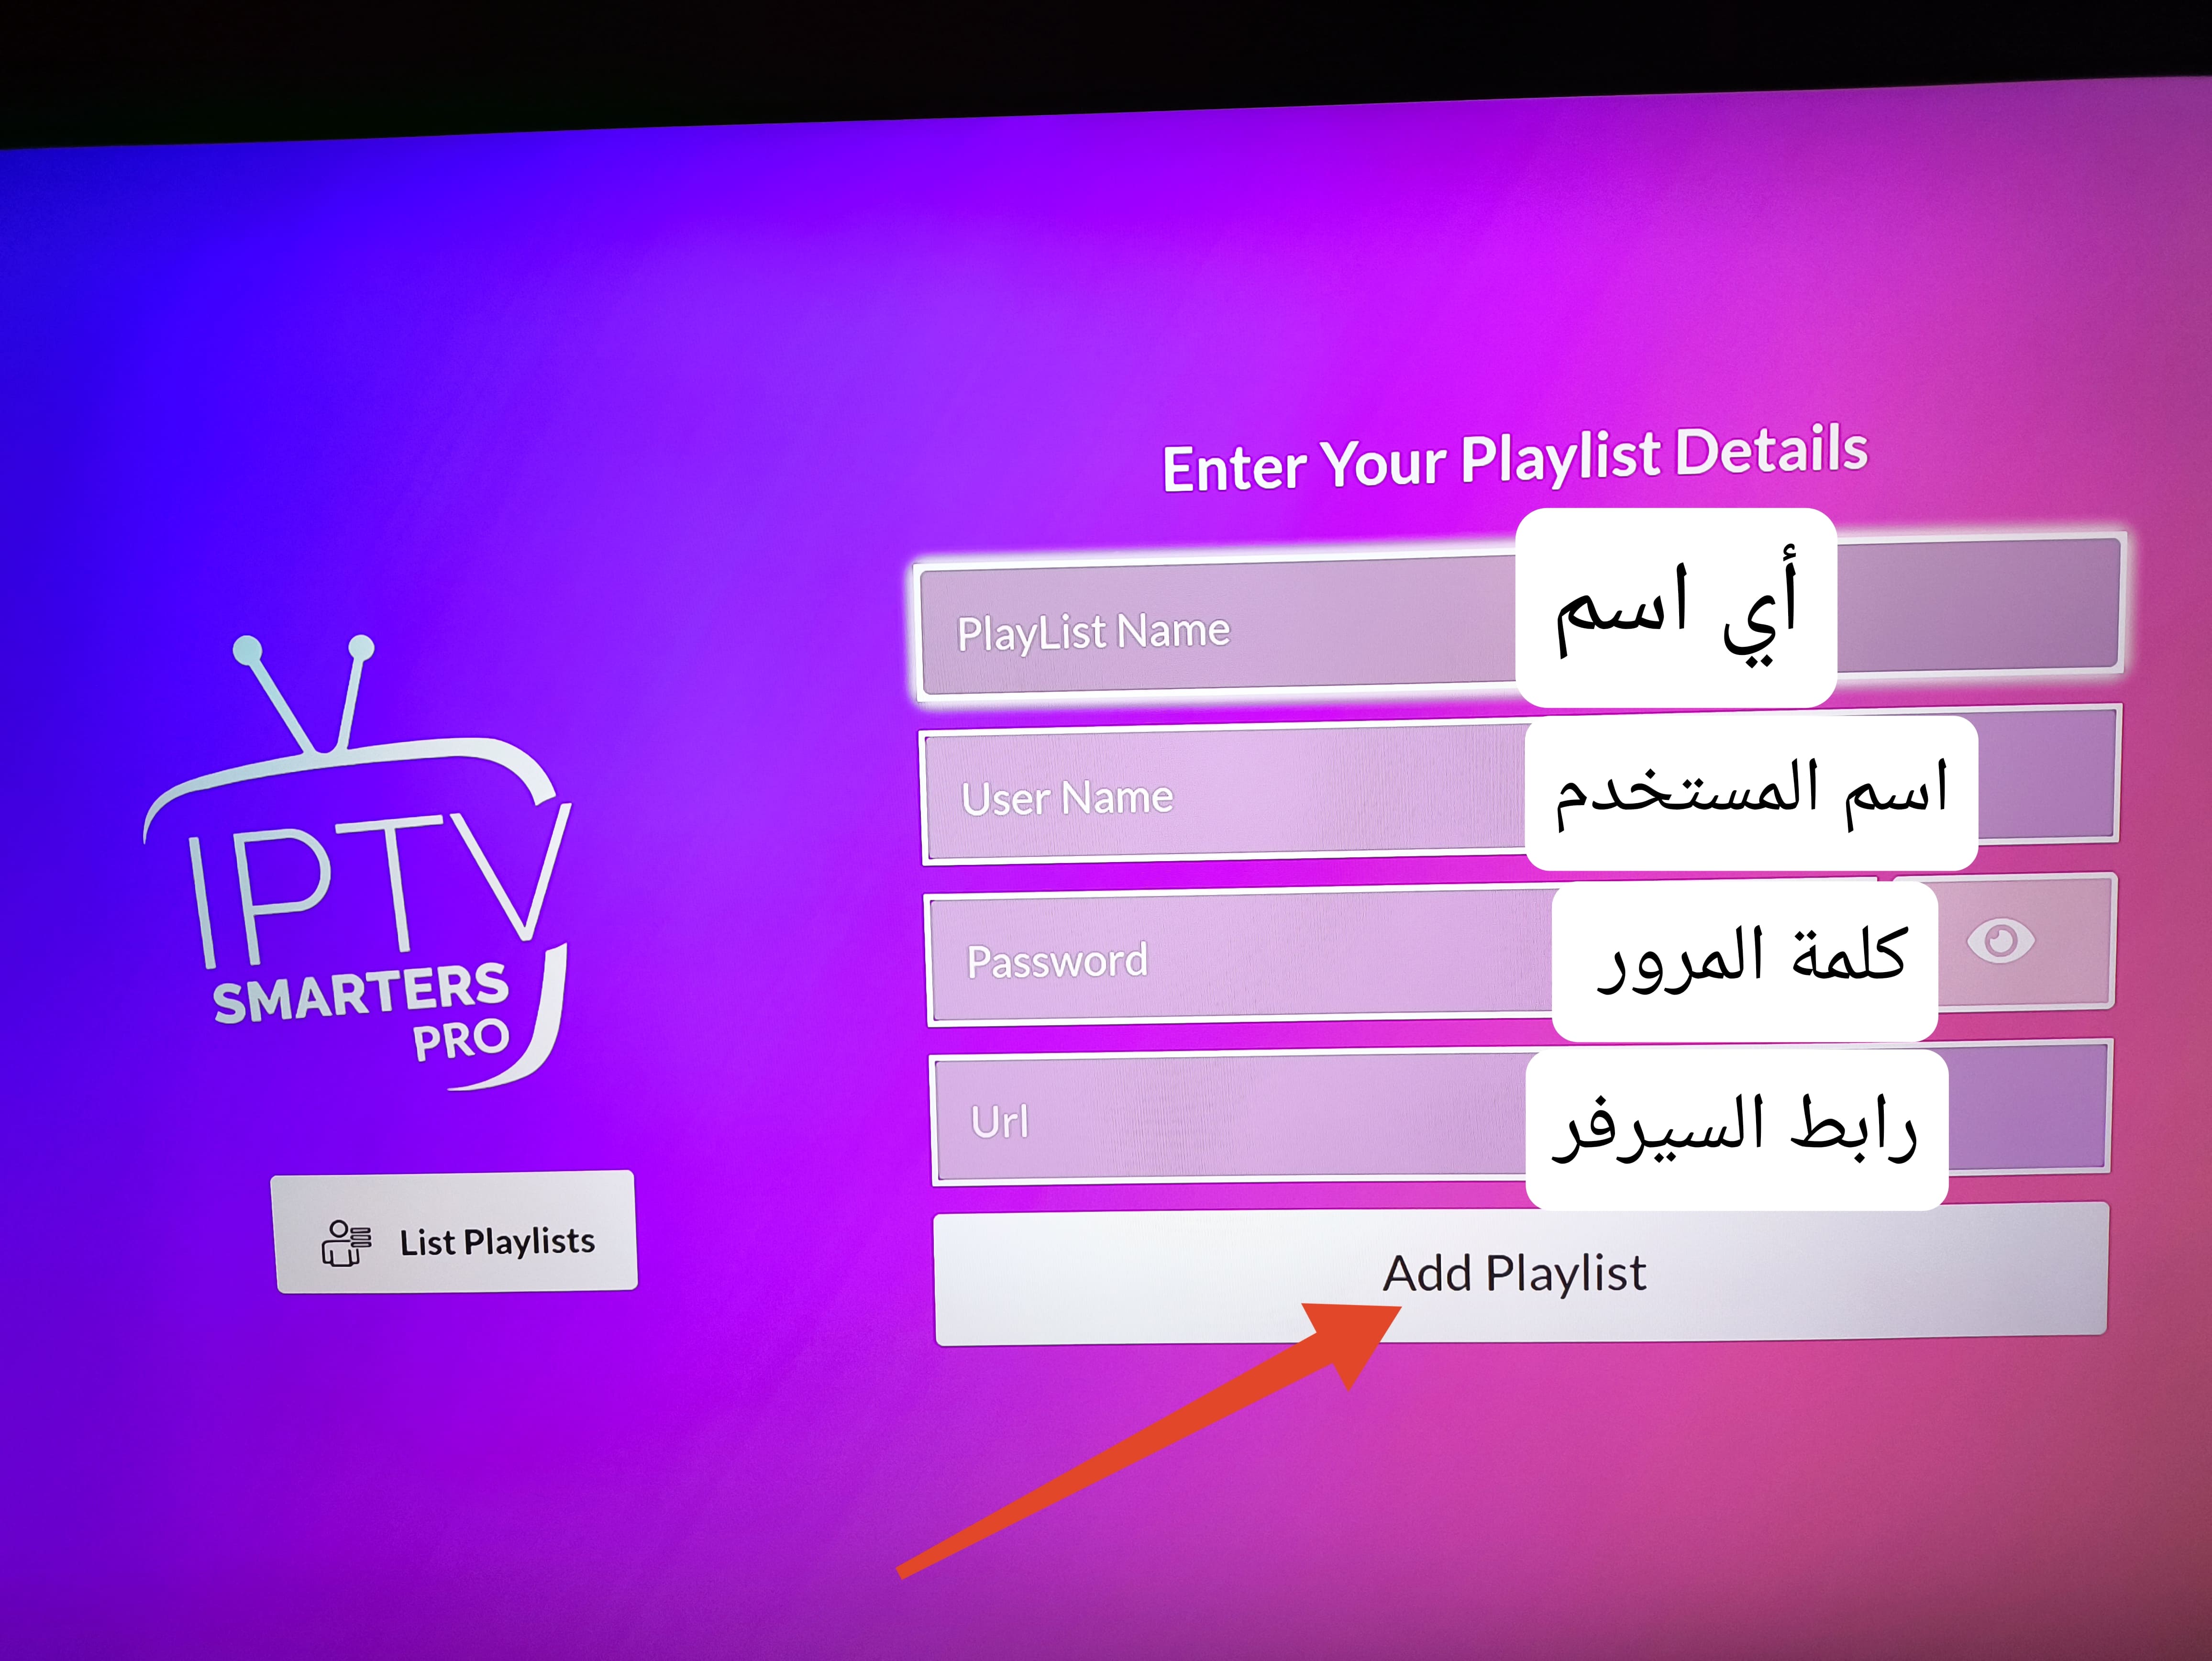 Enter Your Playlist Details
PlayList Name أي اسم
User Name اسم المستخدم
Password كلمة المرور
Url رابط السيرفر
Add Playlist
IPTV
SMARTERS
PRO
List Playlists